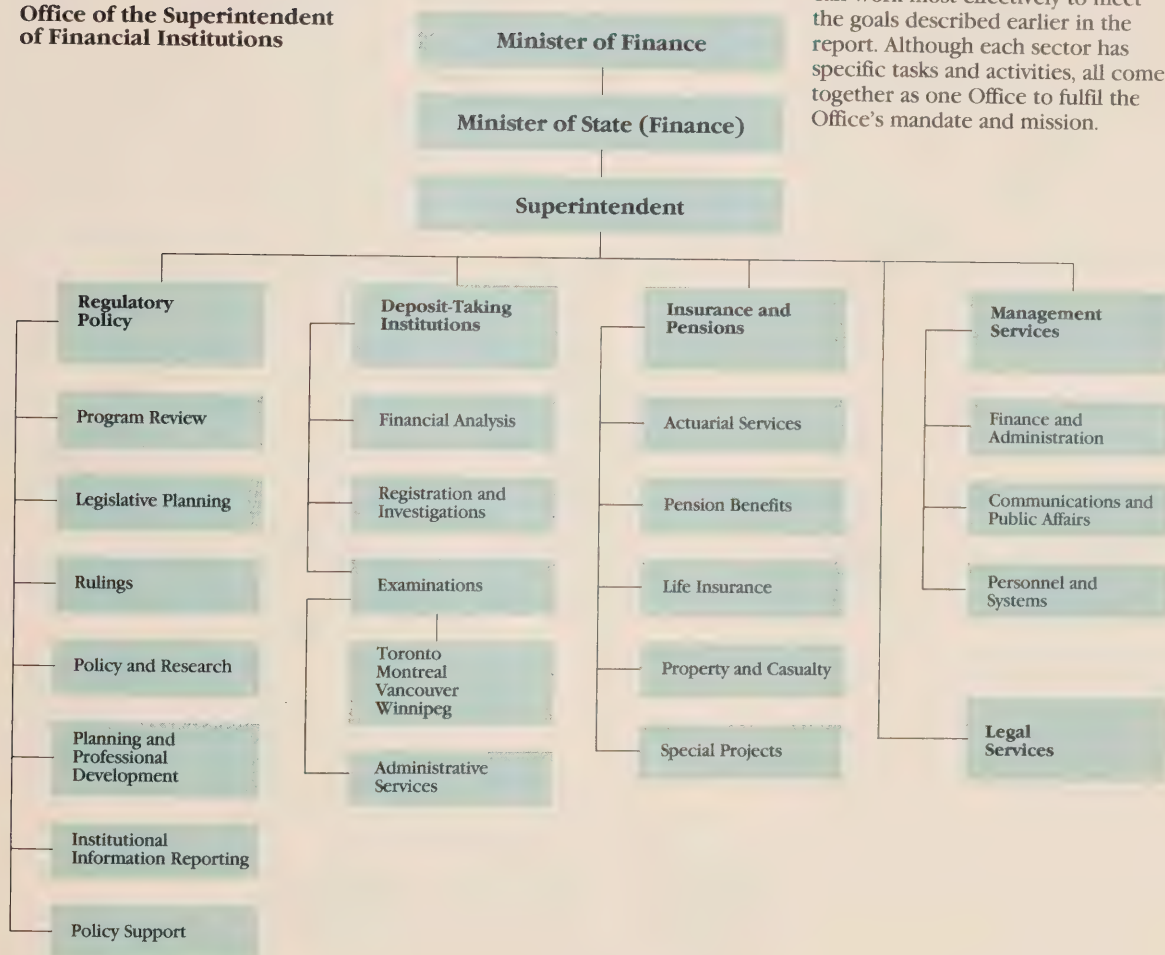 Office of the Superintendent
of Financial Institutions
the goals described earlier in the
report. Although each sector has
specific tasks and activities, all come
together as one Office to fulfil the
Office's mandate and mission.
Minister of Finance
Minister of State (Finance)
Superintendent
Regulatory
Policy
Program Review
Legislative Planning
Rulings
Policy and Research
Planning and
Professional
Development
Institutional
Information Reporting
Policy Support
Deposit-Taking
Institutions
Financial Analysis
Registration and
Investigations
Examinations
Toronto
Montreal
Vancouver
Winnipeg
Administrative
Services
Insurance and
Pensions
Actuarial Services
Pension Benefits
Life Insurance
Property and Casualty
Special Projects
Management
Services
Finance and
Administration
Communications and
Public Affairs
Personnel and
Systems
Legal
Services